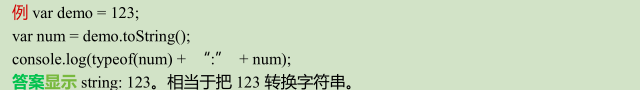 例 var demo = 123;
var num = demo.toString();
console.log(typeof(num) + “:” + num);
答案显示 string: 123。相当于把 123 转换字符串。